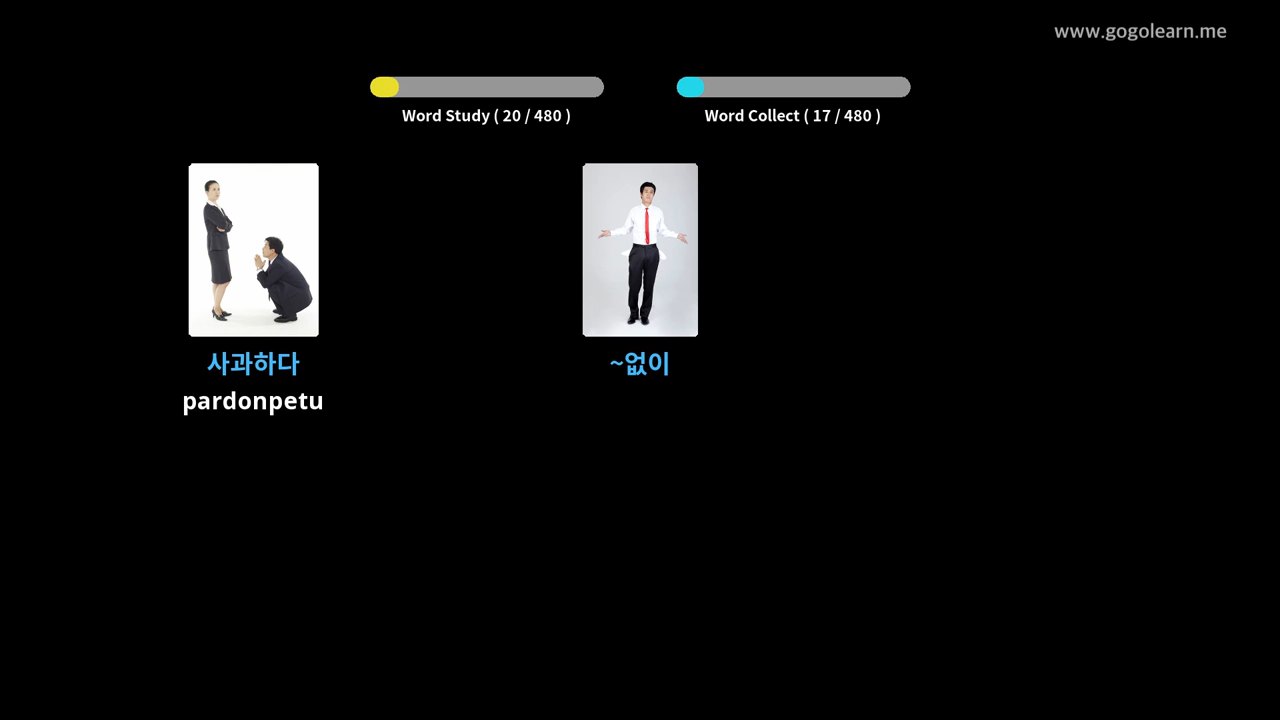 www.gogolearn.me
Word Study ( 20 / 480 )
Word Collect ( 17 / 480 )
사과하다
~없이
pardonpetu